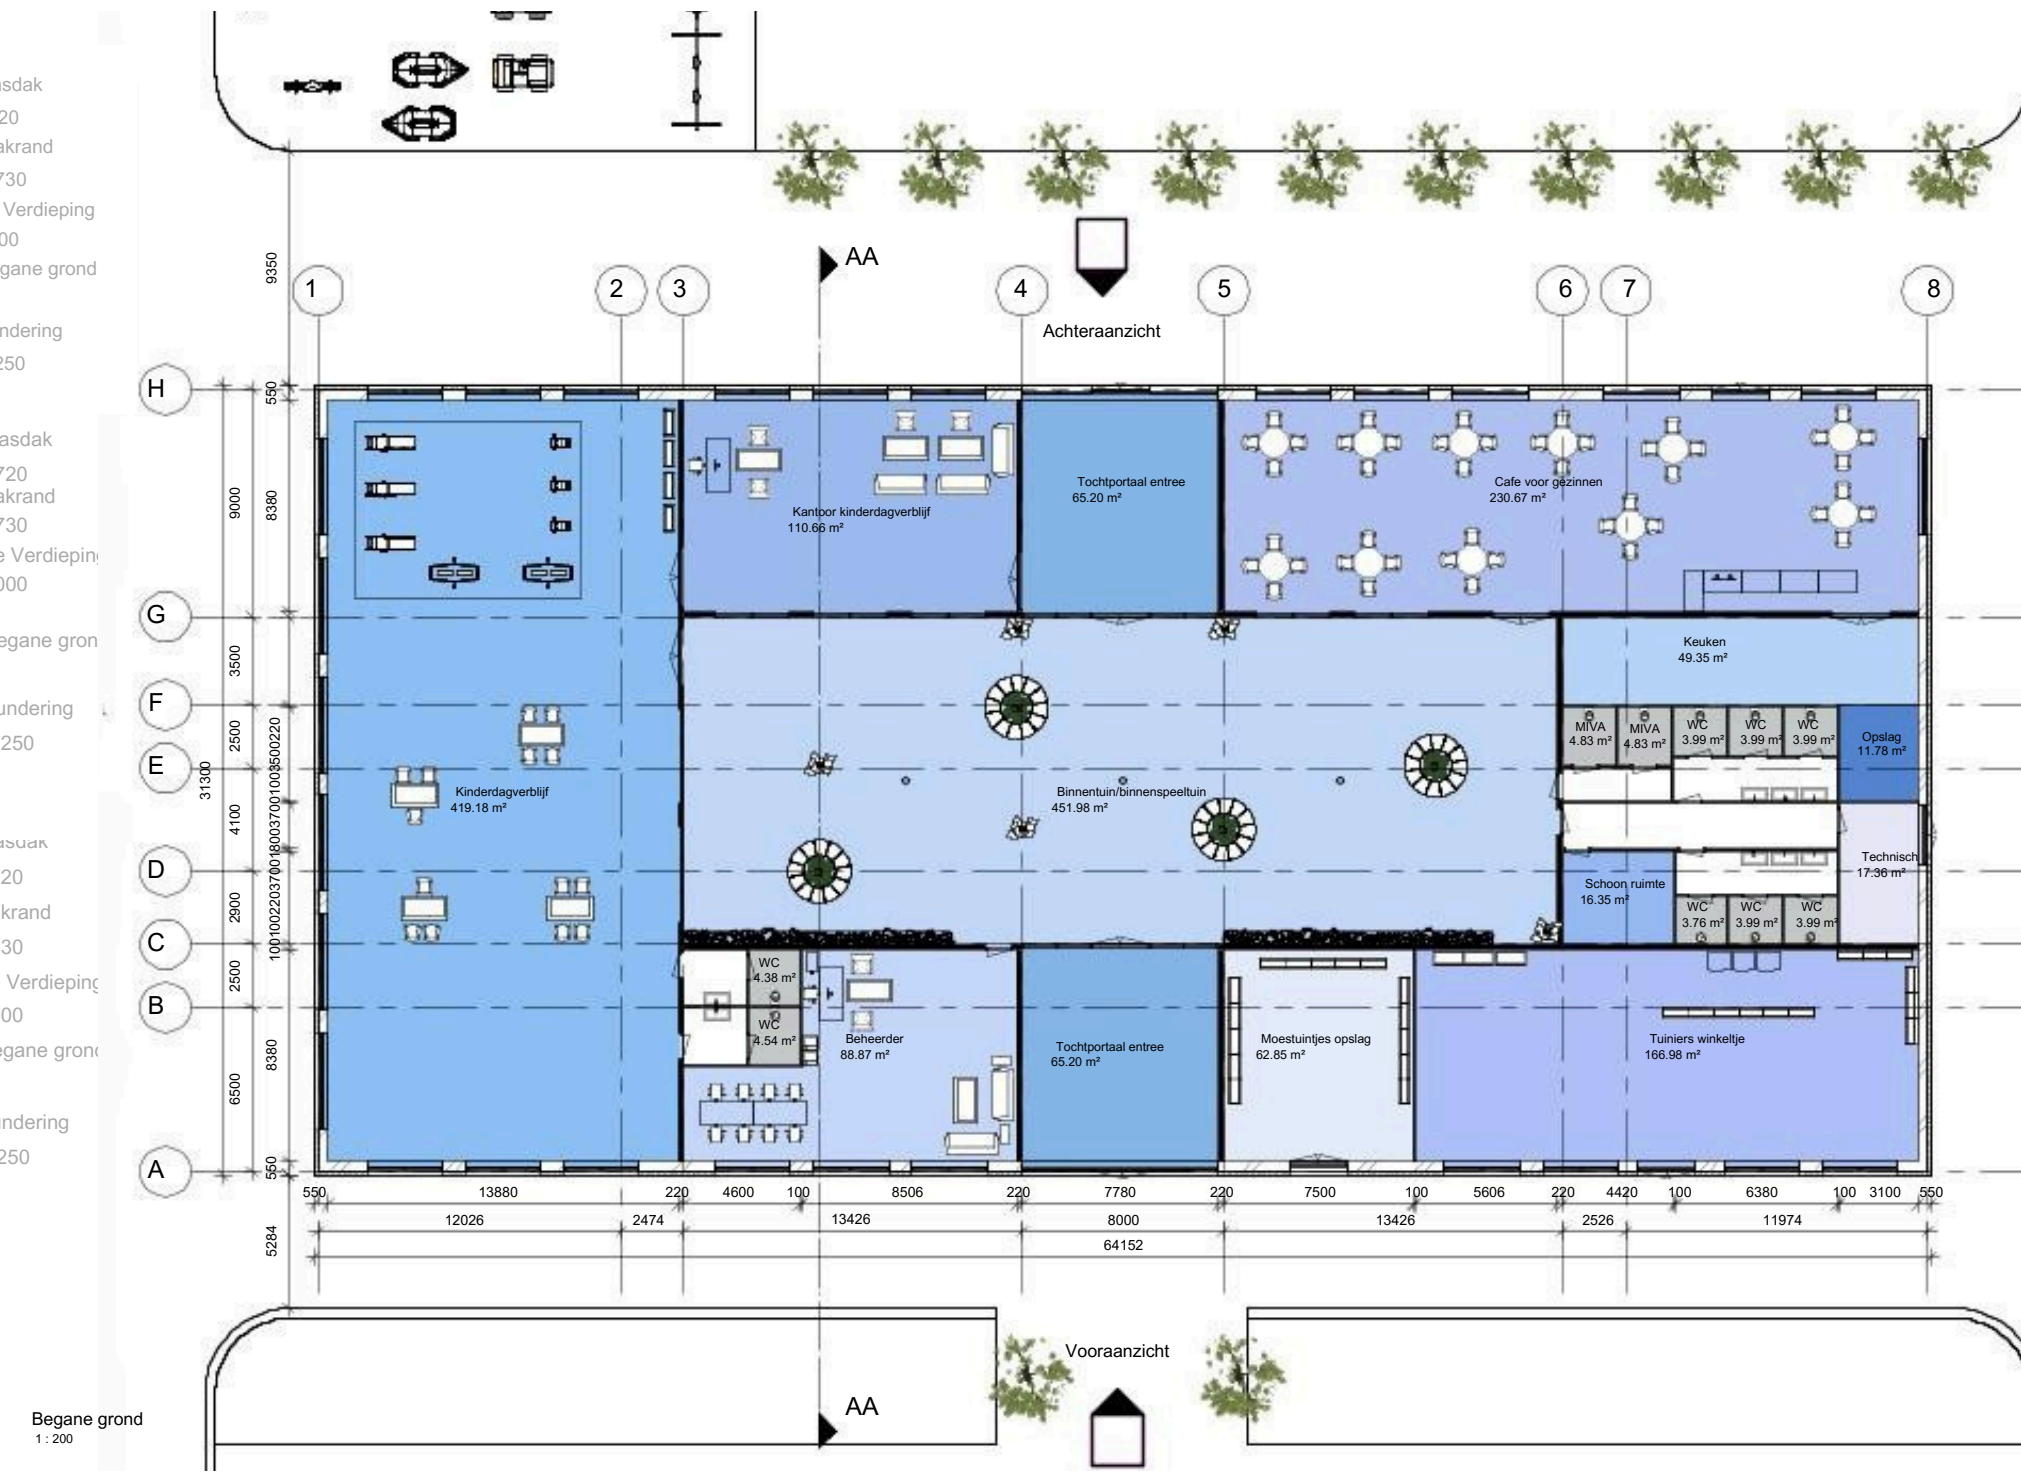 asdak
20
akrand
730
Verdieping
00
gane grond
ndering
250
asdak
720
akrand
730
e Verdieping
000
egane gron
undering
250
asdak
20
krand
30
Verdieping
00
egane grond
ndering
250
AA
Achteraanzicht
1
2
3
4
5
6
7
8
H
G
F
E
D
C
B
A
9350
550
9000
8380
3500
2500
31300
4100
2900
2500
8380
6500
550
5284
Kantoor kinderdagverblijf
110.66 m²
Tochtportaal entree
65.20 m²
Cafe voor gezinnen
230.67 m²
Keuken
49.35 m²
MIVA
4.83 m²
MIVA
4.83 m²
WC
3.99 m²
WC
3.99 m²
WC
3.99 m²
Opslag
11.78 m²
Kinderdagverblijf
419.18 m²
Binnentuin/binnenspeeltuin
451.98 m²
Technisch
17.36 m²
Schoon ruimte
16.35 m²
WC
3.76 m²
WC
3.99 m²
WC
3.99 m²
WC
4.38 m²
WC
4.54 m²
Beheerder
88.87 m²
Tochtportaal entree
65.20 m²
Moestuintjes opslag
62.85 m²
Tuiniers winkeltje
166.98 m²
550 13880 220 4600 100 8506 220 7780 220 7500 100 5606 220 4420 100 6380 100 3100 550
12026 2474 13426 8000 13426 2526 11974
64152
Vooraanzicht
AA
Begane grond
1 : 200